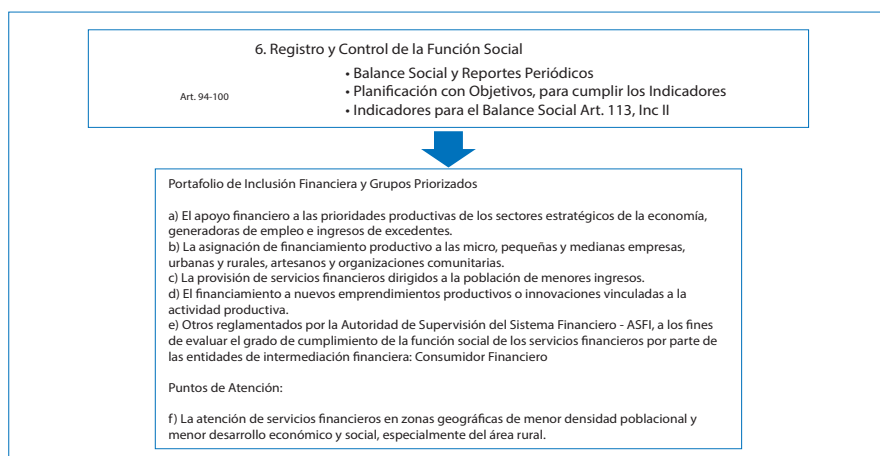 6. Registro y Control de la Función Social
• Balance Social y Reportes Periódicos
Art. 94-100
• Planificación con Objetivos, para cumplir los Indicadores
• Indicadores para el Balance Social Art. 113, Inc II
Portafolio de Inclusión Financiera y Grupos Priorizados
a) El apoyo financiero a las prioridades productivas de los sectores estratégicos de la economía,
generadoras de empleo e ingresos de excedentes.
b) La asignación de financiamiento productivo a las micro, pequeñas y medianas empresas,
urbanas y rurales, artesanos y organizaciones comunitarias.
c) La provisión de servicios financieros dirigidos a la población de menores ingresos.
d) El financiamiento a nuevos emprendimientos productivos o innovaciones vinculadas a la
actividad productiva.
e) Otros reglamentados por la Autoridad de Supervisión del Sistema Financiero - ASFI, a los fines
de evaluar el grado de cumplimiento de la función social de los servicios financieros por parte de
las entidades de intermediación financiera: Consumidor Financiero
Puntos de Atención:
f) La atención de servicios financieros en zonas geográficas de menor densidad poblacional y
menor desarrollo económico y social, especialmente del área rural.